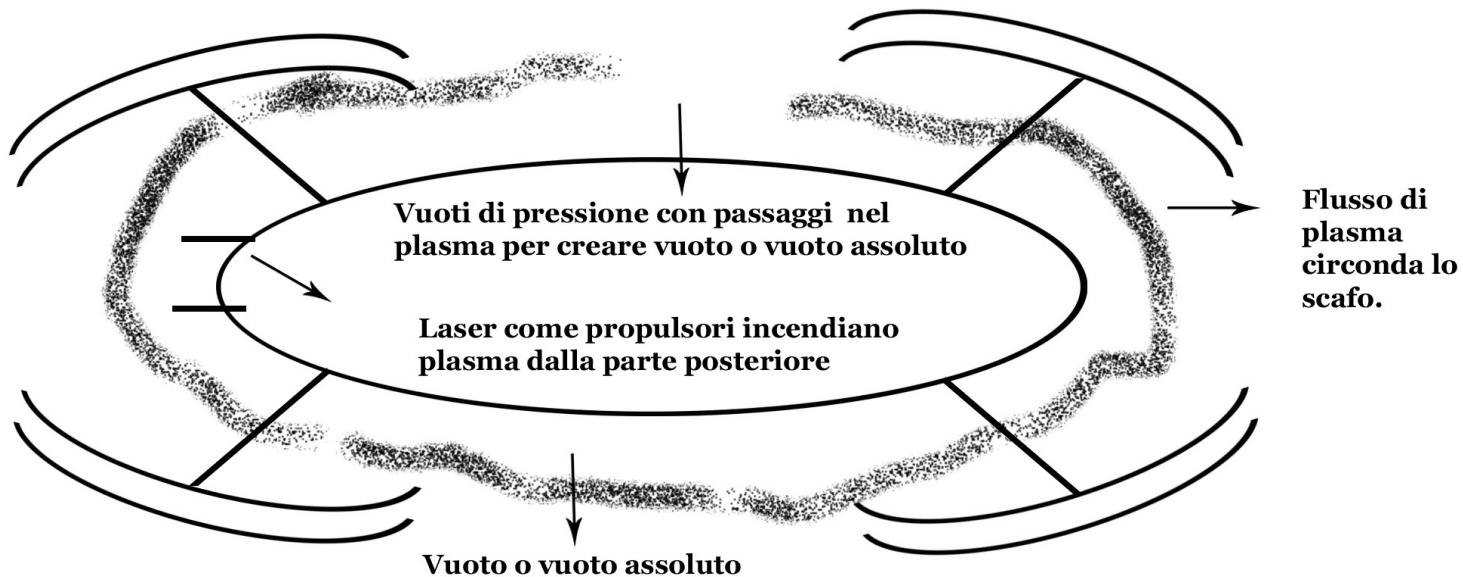 Vuoti di pressione con passaggi nel
plasma per creare vuoto o vuoto assoluto
Flusso di
plasma
circonda lo
scafo.
Laser come propulsori incendiano
plasma dalla parte posteriore
Vuoto o vuoto assoluto